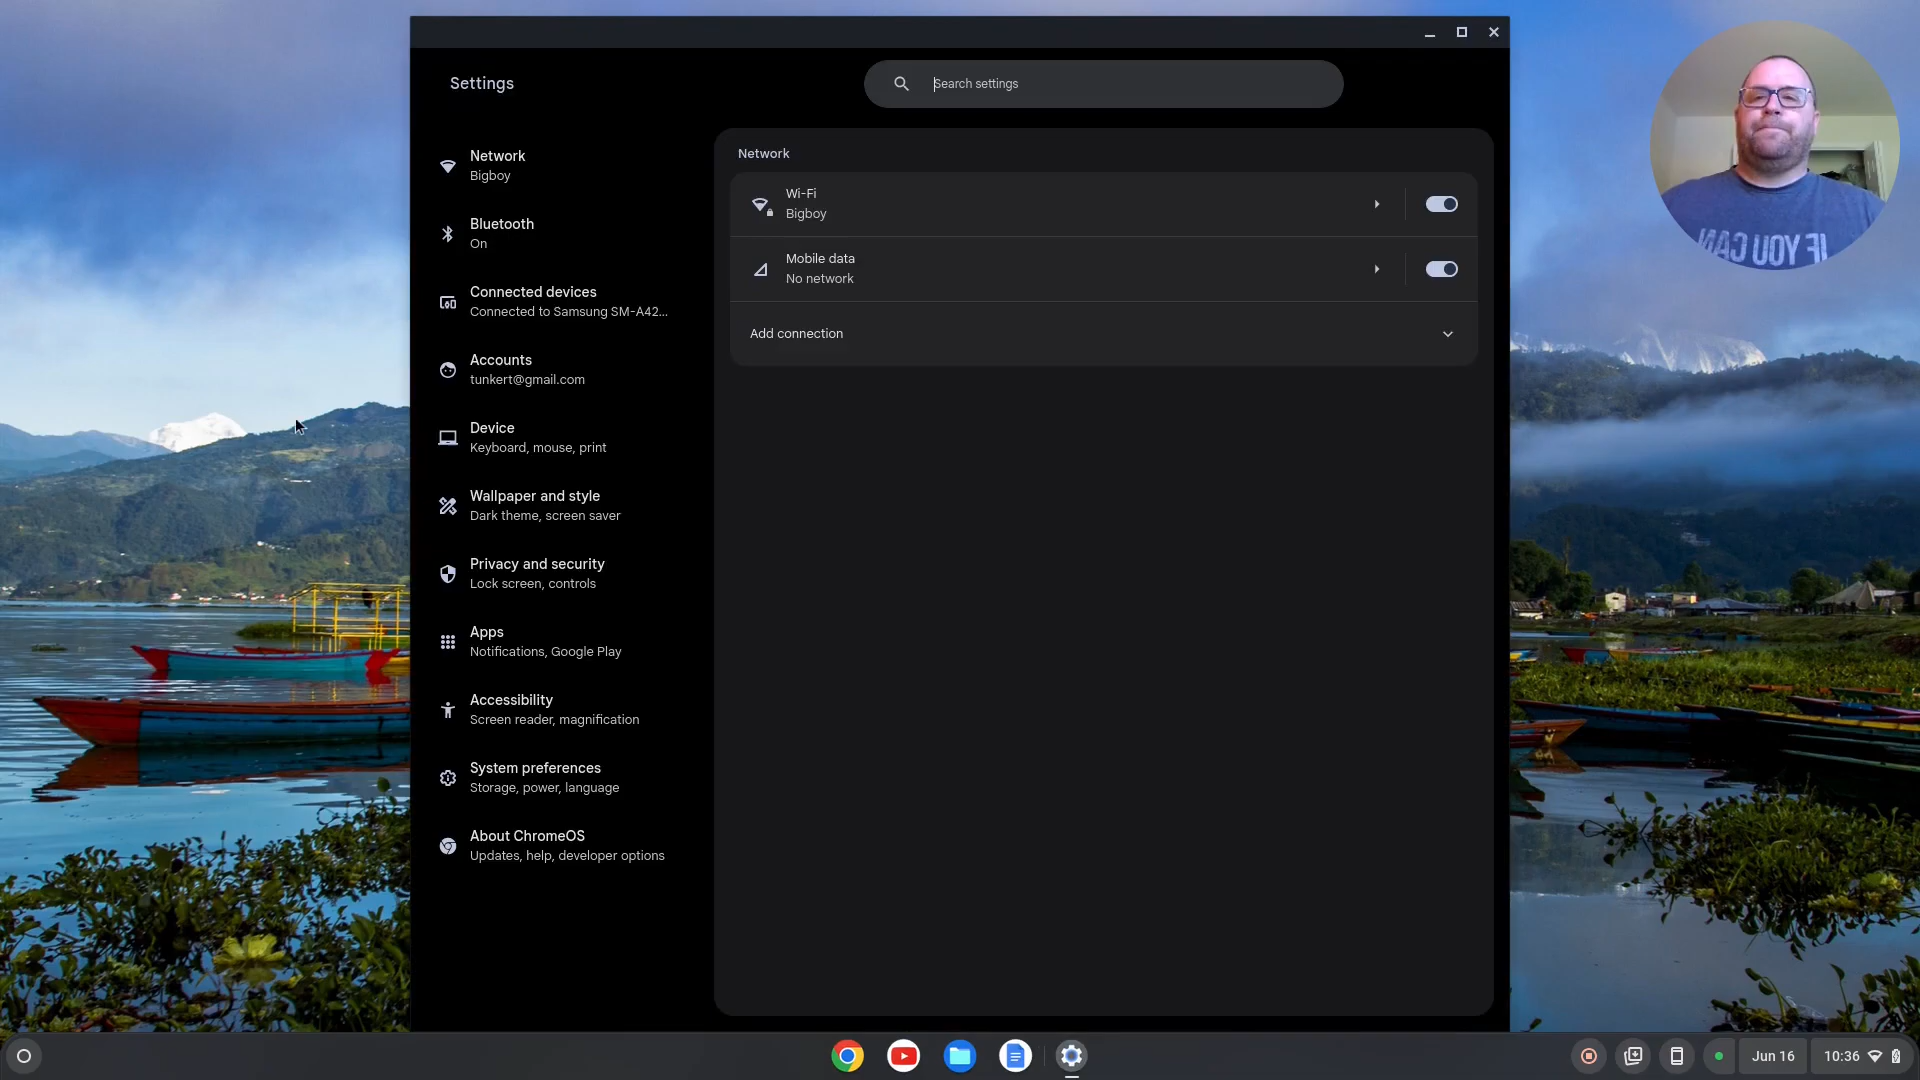 Settings
Search settings
Network
Bigboy
Bluetooth
On
Connected devices
Connected to Samsung SM-A42...
Accounts
tunkert@gmail.com
Device
Keyboard, mouse, print
Wallpaper and style
Dark theme, screen saver
Privacy and security
Lock screen, controls
Apps
Notifications, Google Play
Accessibility
Screen reader, magnification
System preferences
Storage, power, language
About ChromeOS
Updates, help, developer options
Network
Wi-Fi
Bigboy
Mobile data
No network
Add connection
IF YOU CAN
Jun 16
10:36